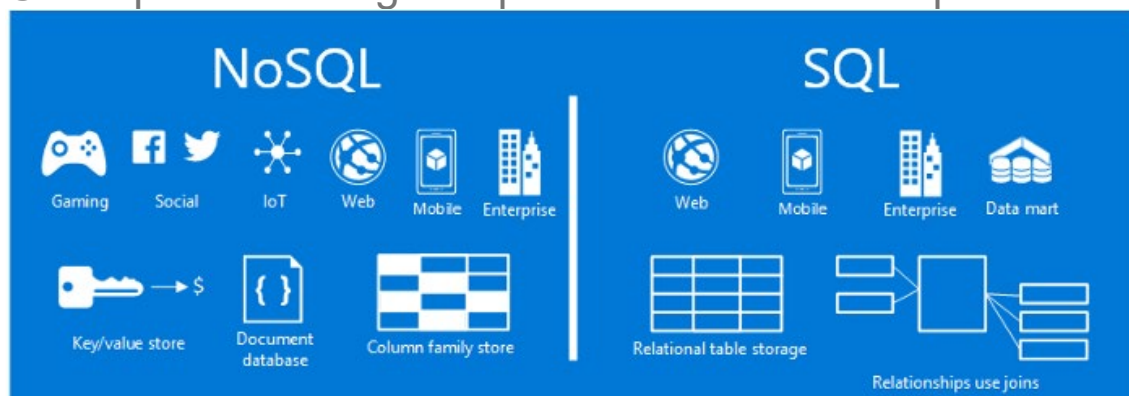 NoSQL
SQL
Gaming
Social
IoT
Web
Mobile
Enterprise
Web
Mobile
Enterprise
Data mart
$
{ }
Key/value store
Document
database
Column family store
Relational table storage
Relationships use joins